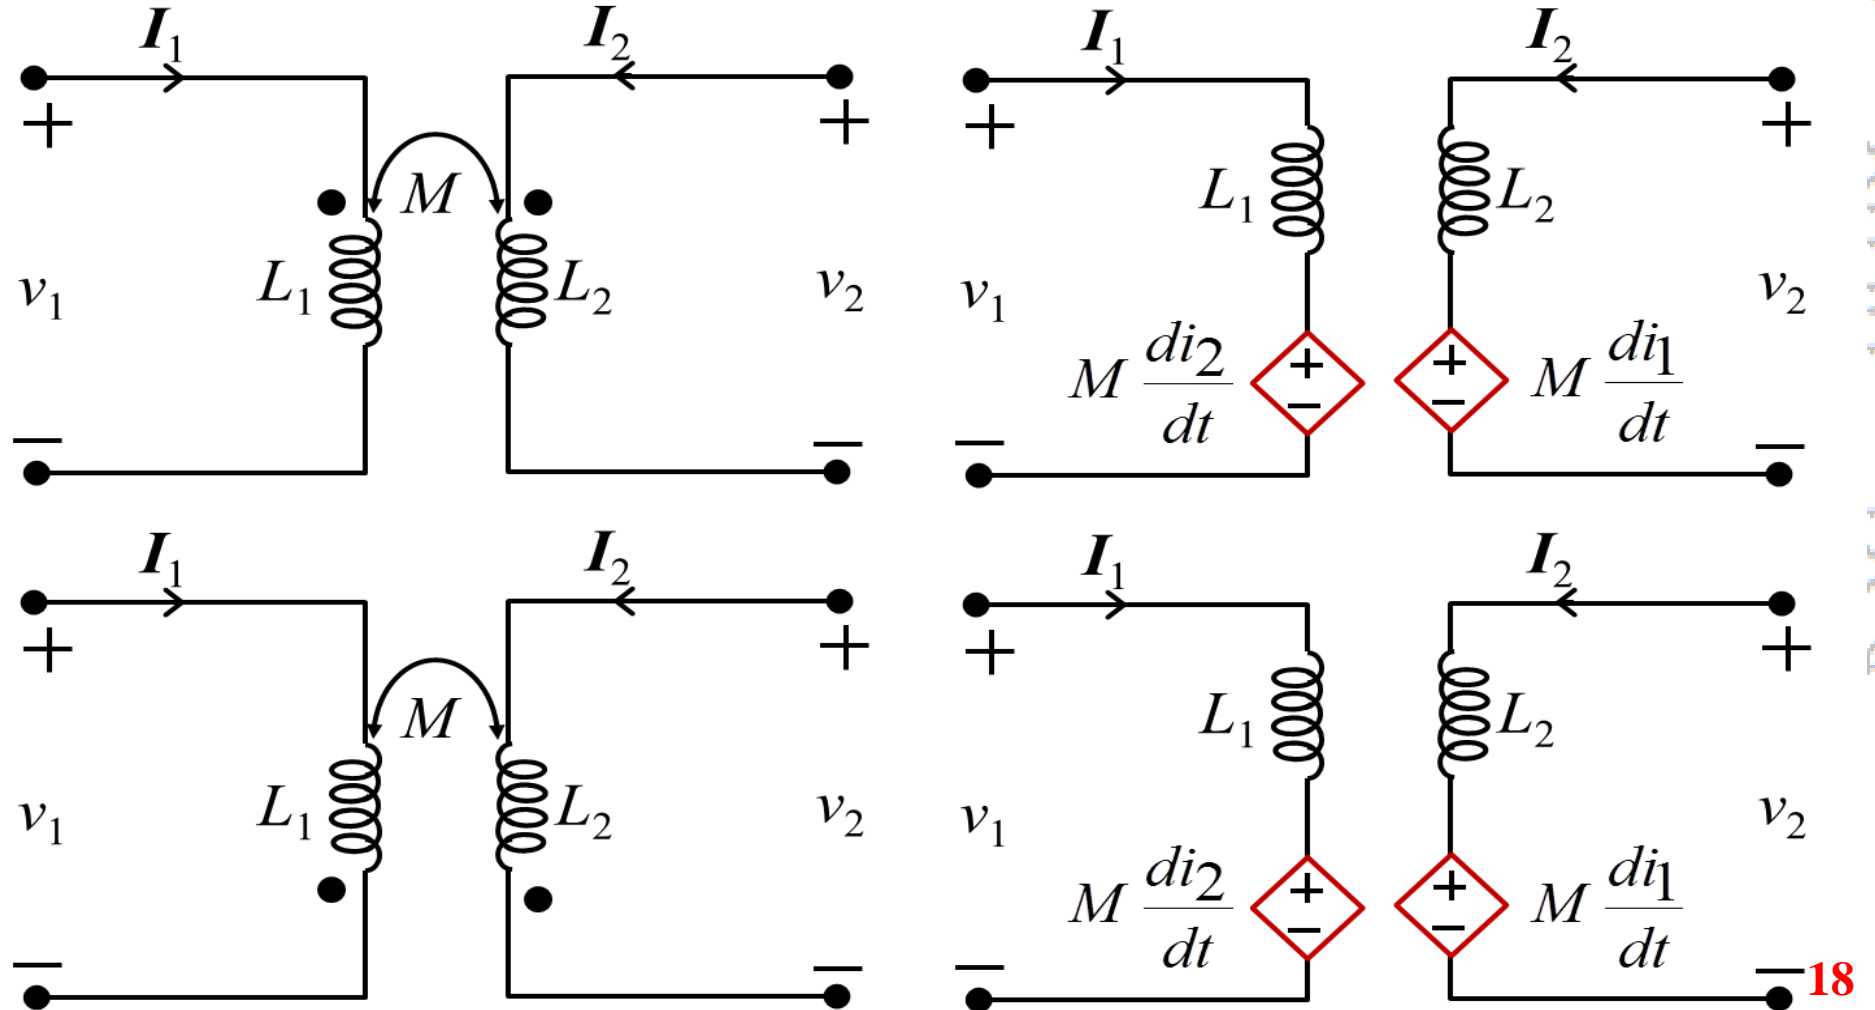 I₁ I₂ I₁ I₂
+ + + +
M
L₁ L₂ L₁ L₂
v₁ v₂ v₁ v₂
M di₂/dt + − + − M di₁/dt
− − − −
I₁ I₂ I₁ I₂
+ + + +
M
L₁ L₂ L₁ L₂
v₁ v₂ v₁ v₂
M di₂/dt + − + − M di₁/dt
− − − −
18